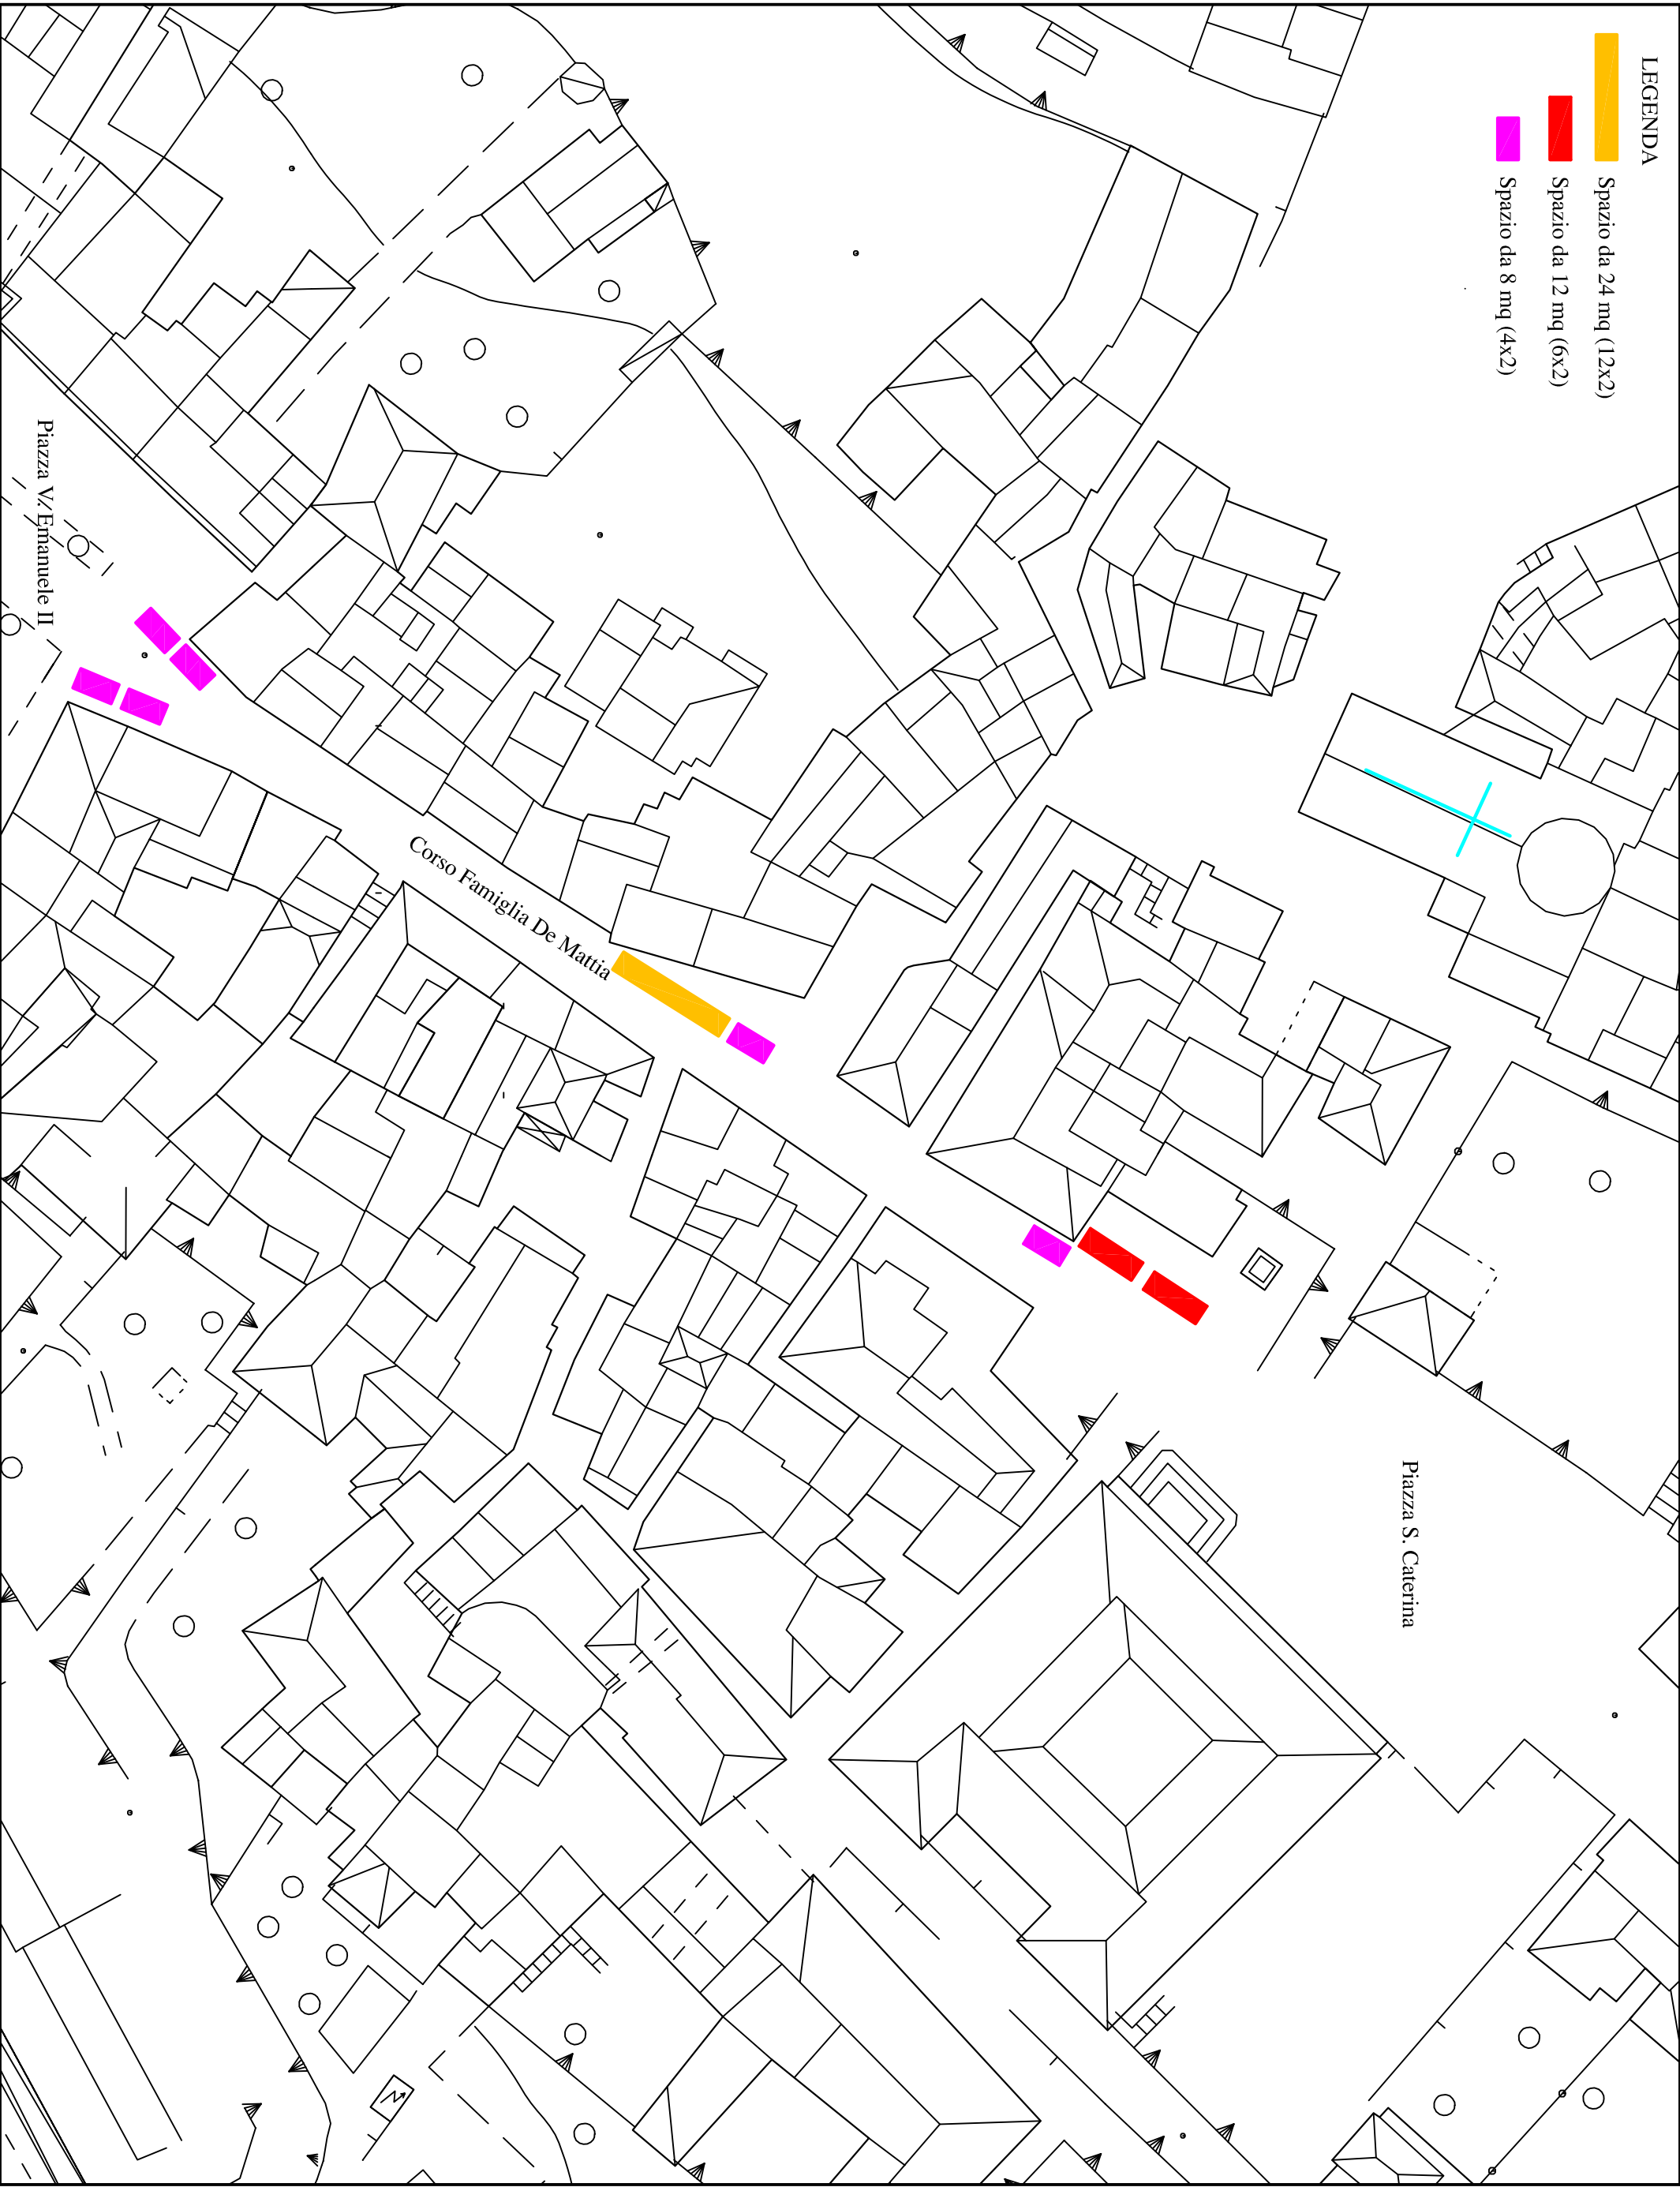 LEGENDA
Spazio da 24 mq (12x2)
Spazio da 12 mq (6x2)
Spazio da 8 mq (4x2)
Piazza V. Emanuele II
Corso Famiglia De Mattia
Piazza S. Caterina